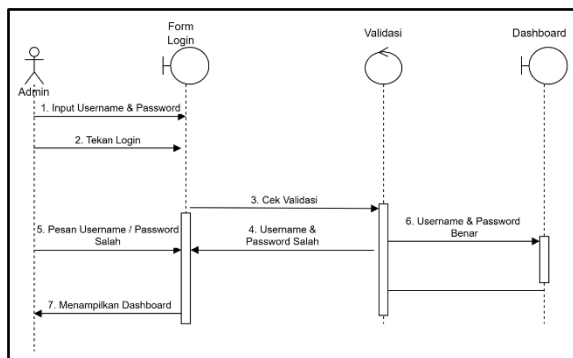 Form
Login
Validasi
Dashboard
Admin
1. Input Username & Password
2. Tekan Login
3. Cek Validasi
5. Pesan Username / Password
Salah
4. Username &
Password Salah
6. Username & Password
Benar
7. Menampilkan Dashboard